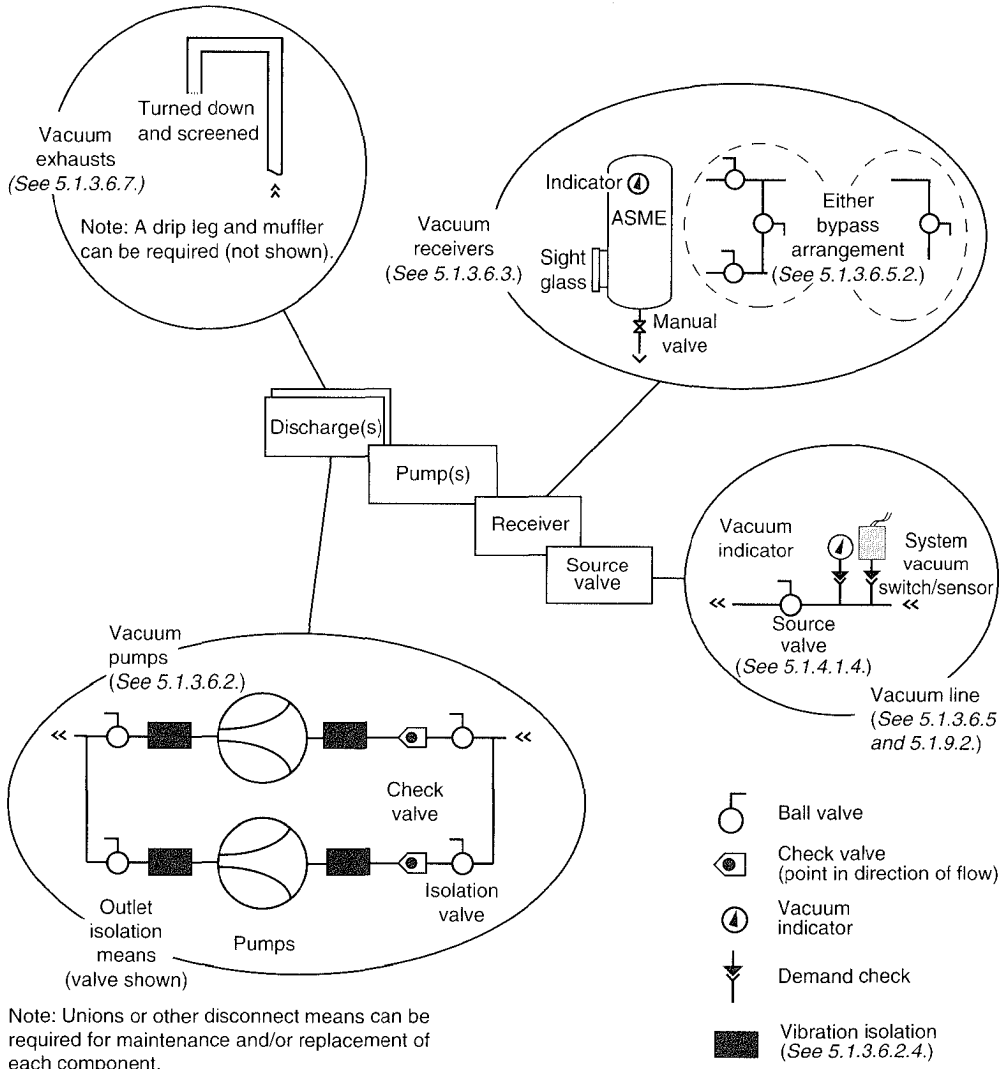 Turned down
and screened
Vacuum
exhausts
(See 5.1.3.6.7.)
Note: A drip leg and muffler
can be required (not shown).
Vacuum
receivers
(See 5.1.3.6.3.)
Indicator
ASME
Sight
glass
Manual
valve
Either
bypass
arrangement
(See 5.1.3.6.5.2.)
Discharge(s)
Pump(s)
Receiver
Source
valve
Vacuum
indicator
System
vacuum
switch/sensor
Source
valve
(See 5.1.4.1.4.)
Vacuum line
(See 5.1.3.6.5
and 5.1.9.2.)
Vacuum
pumps
(See 5.1.3.6.2.)
Check
valve
Isolation
valve
Outlet
isolation
means
(valve shown)
Pumps
Ball valve
Check valve
(point in direction of flow)
Vacuum
indicator
Demand check
Vibration isolation
(See 5.1.3.6.2.4.)
Note: Unions or other disconnect means can be
required for maintenance and/or replacement of
each component.